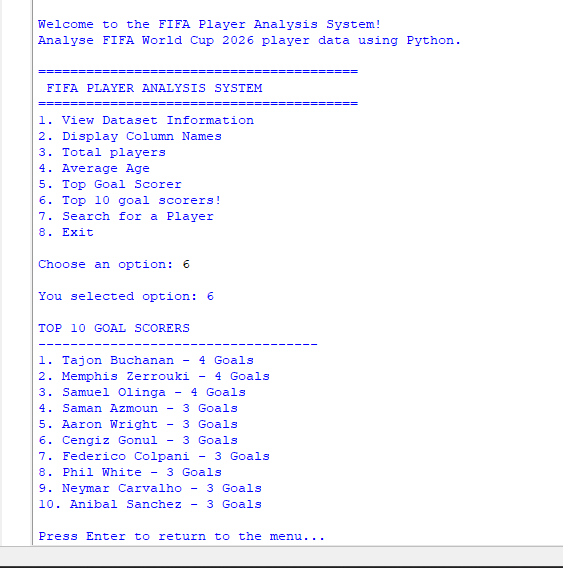 Welcome to the FIFA Player Analysis System!
Analyse FIFA World Cup 2026 player data using Python.
========================================
FIFA PLAYER ANALYSIS SYSTEM
========================================
1. View Dataset Information
2. Display Column Names
3. Total players
4. Average Age
5. Top Goal Scorer
6. Top 10 goal scorers!
7. Search for a Player
8. Exit
Choose an option: 6
You selected option: 6
TOP 10 GOAL SCORERS
-----------------------------------
1. Tajon Buchanan - 4 Goals
2. Memphis Zerrouki - 4 Goals
3. Samuel Olinga - 4 Goals
4. Saman Azmoun - 3 Goals
5. Aaron Wright - 3 Goals
6. Cengiz Gonul - 3 Goals
7. Federico Colpani - 3 Goals
8. Phil White - 3 Goals
9. Neymar Carvalho - 3 Goals
10. Anibal Sanchez - 3 Goals
Press Enter to return to the menu...